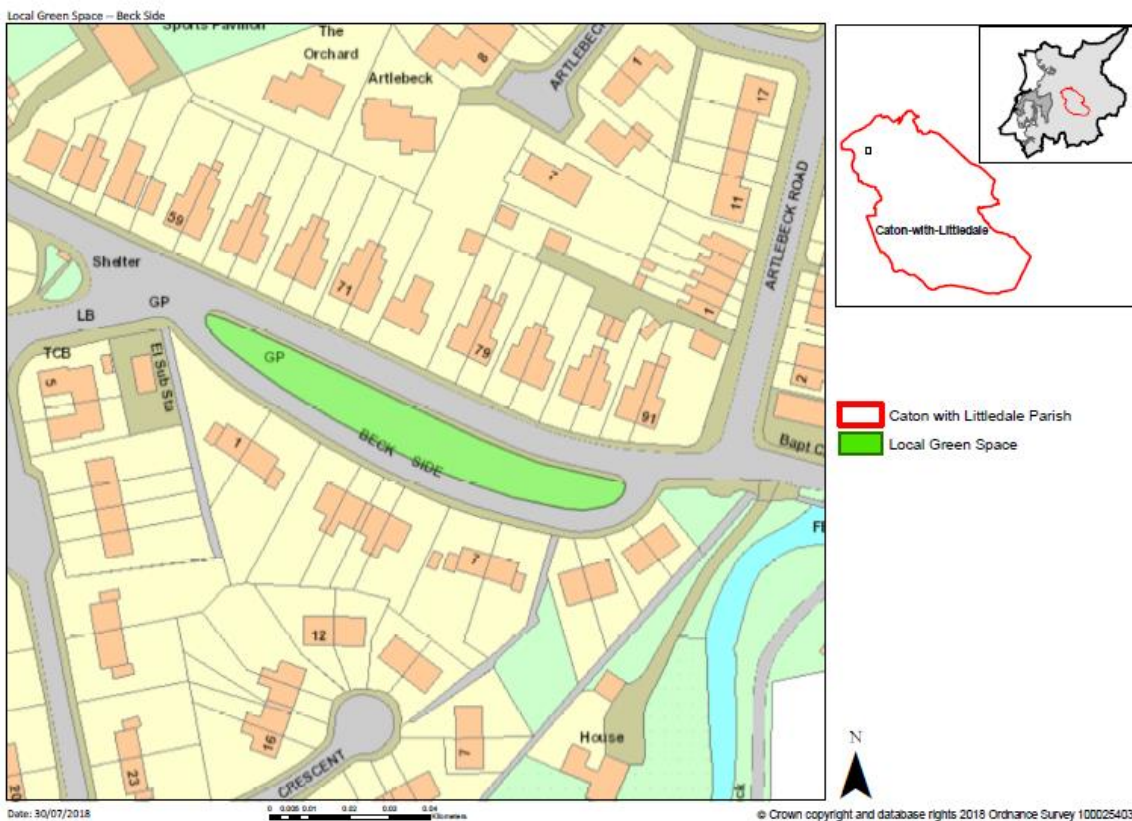 Local Green Space – Beck Side
Sports Pavilion
The
Orchard
Artlebeck
8
ARTLEBECK
1
17
11
ARTLEBECK ROAD
59
Shelter
GP
LB
71
79
1
91
2
Bapt C
TCB
5
El Sub Sta
GP
BECK SIDE
1
7
12
16
23
20
CRESCENT
7
House
Caton-with-Littledale
Caton with Littledale Parish
Local Green Space
N
Date: 30/07/2018
0 0.005 0.01 0.02 0.03 0.04
Kilometers
© Crown copyright and database rights 2018 Ordnance Survey 100025403